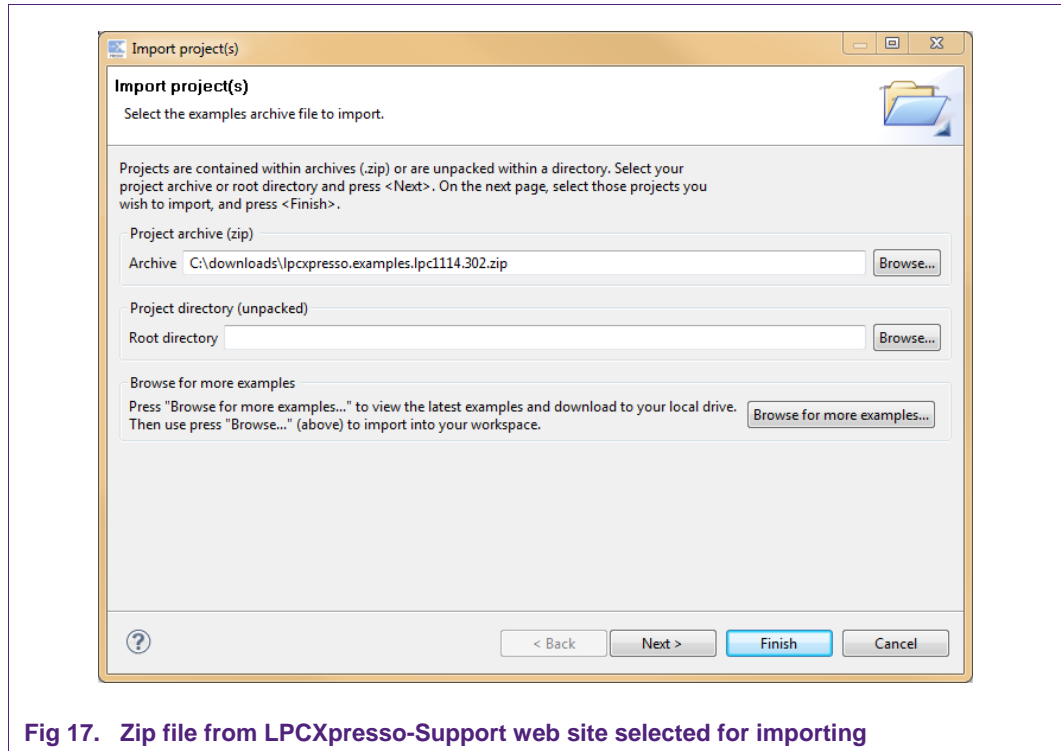 Import project(s)
Import project(s)
Select the examples archive file to import.
Projects are contained within archives (.zip) or are unpacked within a directory. Select your
project archive or root directory and press <Next>. On the next page, select those projects you
wish to import, and press <Finish>.
Project archive (zip)
Archive C:\downloads\lpcxpresso.examples.lpc1114.302.zip Browse...
Project directory (unpacked)
Root directory Browse...
Browse for more examples
Press "Browse for more examples..." to view the latest examples and download to your local drive.
Then use press "Browse..." (above) to import into your workspace.
Browse for more examples...
< Back Next > Finish Cancel
Fig 17. Zip file from LPCXpresso-Support web site selected for importing